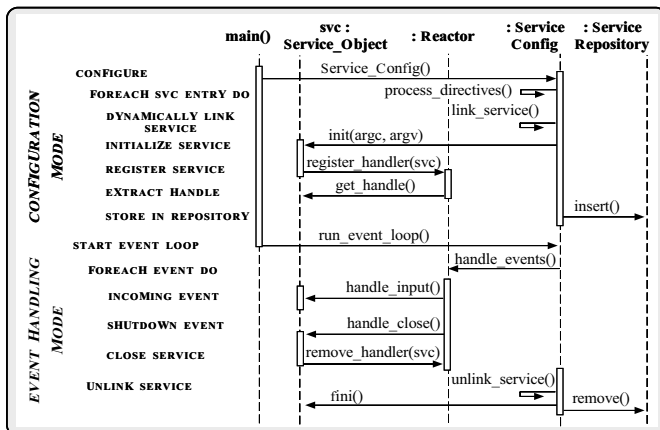 main()
svc :
Service_Object
: Reactor
: Service
Config
: Service
Repository
CONFIGURATION
MODE
CONFIGURE
Service_Config()
FOREACH SVC ENTRY DO
process_directives()
DYNAMICALLY LINK
SERVICE
link_service()
INITIALIZE SERVICE
init(argc, argv)
REGISTER SERVICE
register_handler(svc)
EXTRACT HANDLE
get_handle()
STORE IN REPOSITORY
insert()
START EVENT LOOP
run_event_loop()
EVENT HANDLING
MODE
FOREACH EVENT DO
handle_events()
INCOMING EVENT
handle_input()
SHUTDOWN EVENT
handle_close()
CLOSE SERVICE
remove_handler(svc)
UNLINK SERVICE
unlink_service()
fini()
remove()